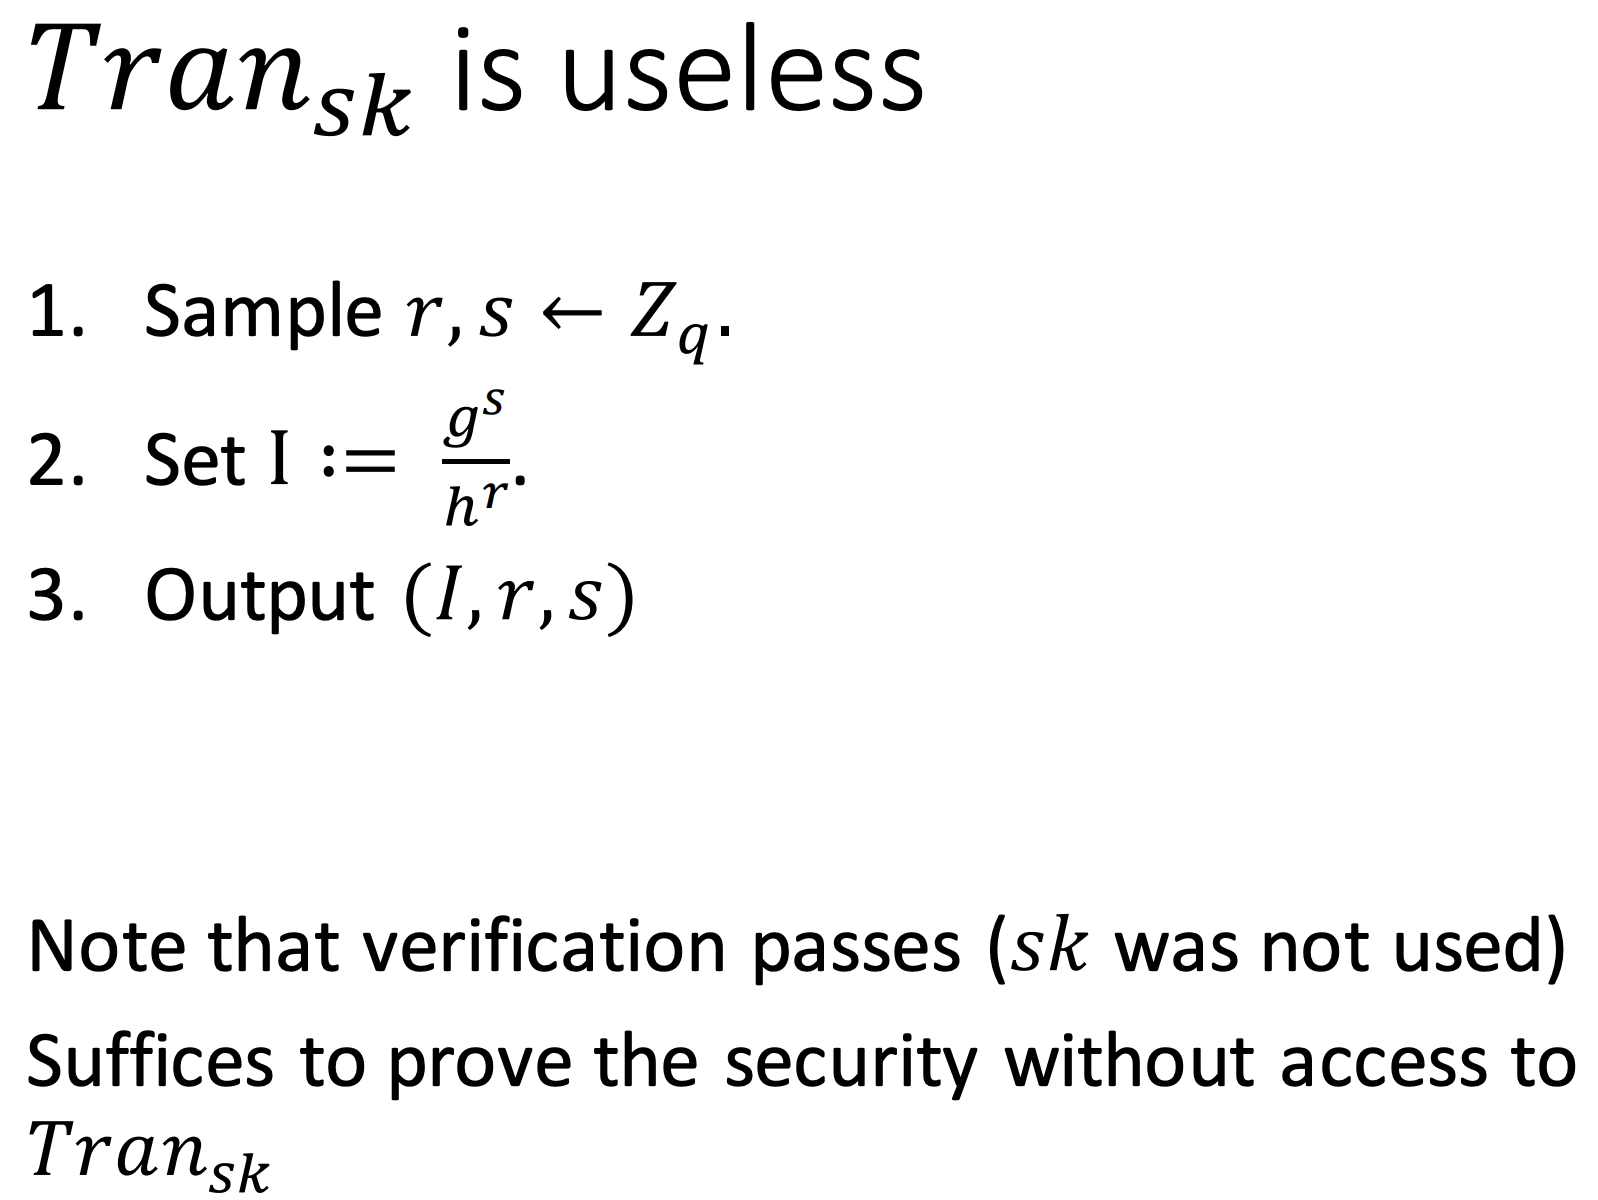 $Tran_{sk}$ is useless
1. Sample $r, s \leftarrow Z_q$.
2. Set I := $\frac{g^s}{h^r}$.
3. Output $(I, r, s)$
Note that verification passes ($sk$ was not used)
Suffices to prove the security without access to
$Tran_{sk}$